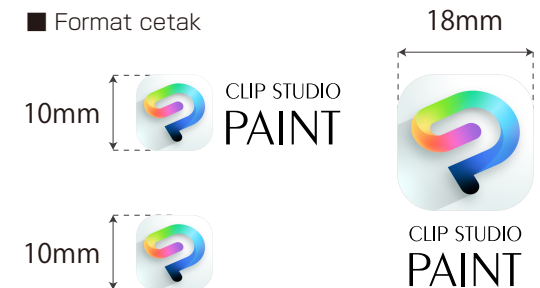 ■ Format cetak
18mm
10mm
CLIP STUDIO
PAINT
10mm
CLIP STUDIO
PAINT